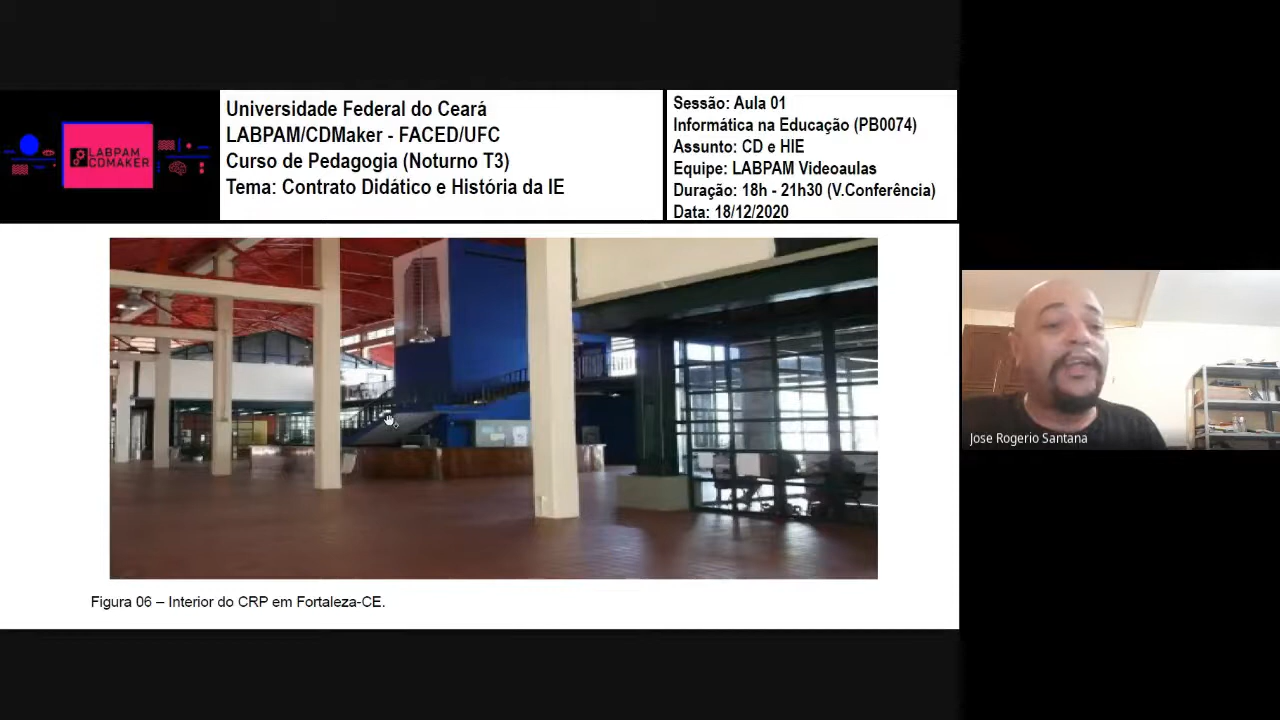 LABPAM
CDMAKER
Universidade Federal do Ceará
LABPAM/CDMaker - FACED/UFC
Curso de Pedagogia (Noturno T3)
Tema: Contrato Didático e História da IE
Sessão: Aula 01
Informática na Educação (PB0074)
Assunto: CD e HIE
Equipe: LABPAM Videoaulas
Duração: 18h - 21h30 (V.Conferência)
Data: 18/12/2020
Figura 06 – Interior do CRP em Fortaleza-CE.
Jose Rogerio Santana